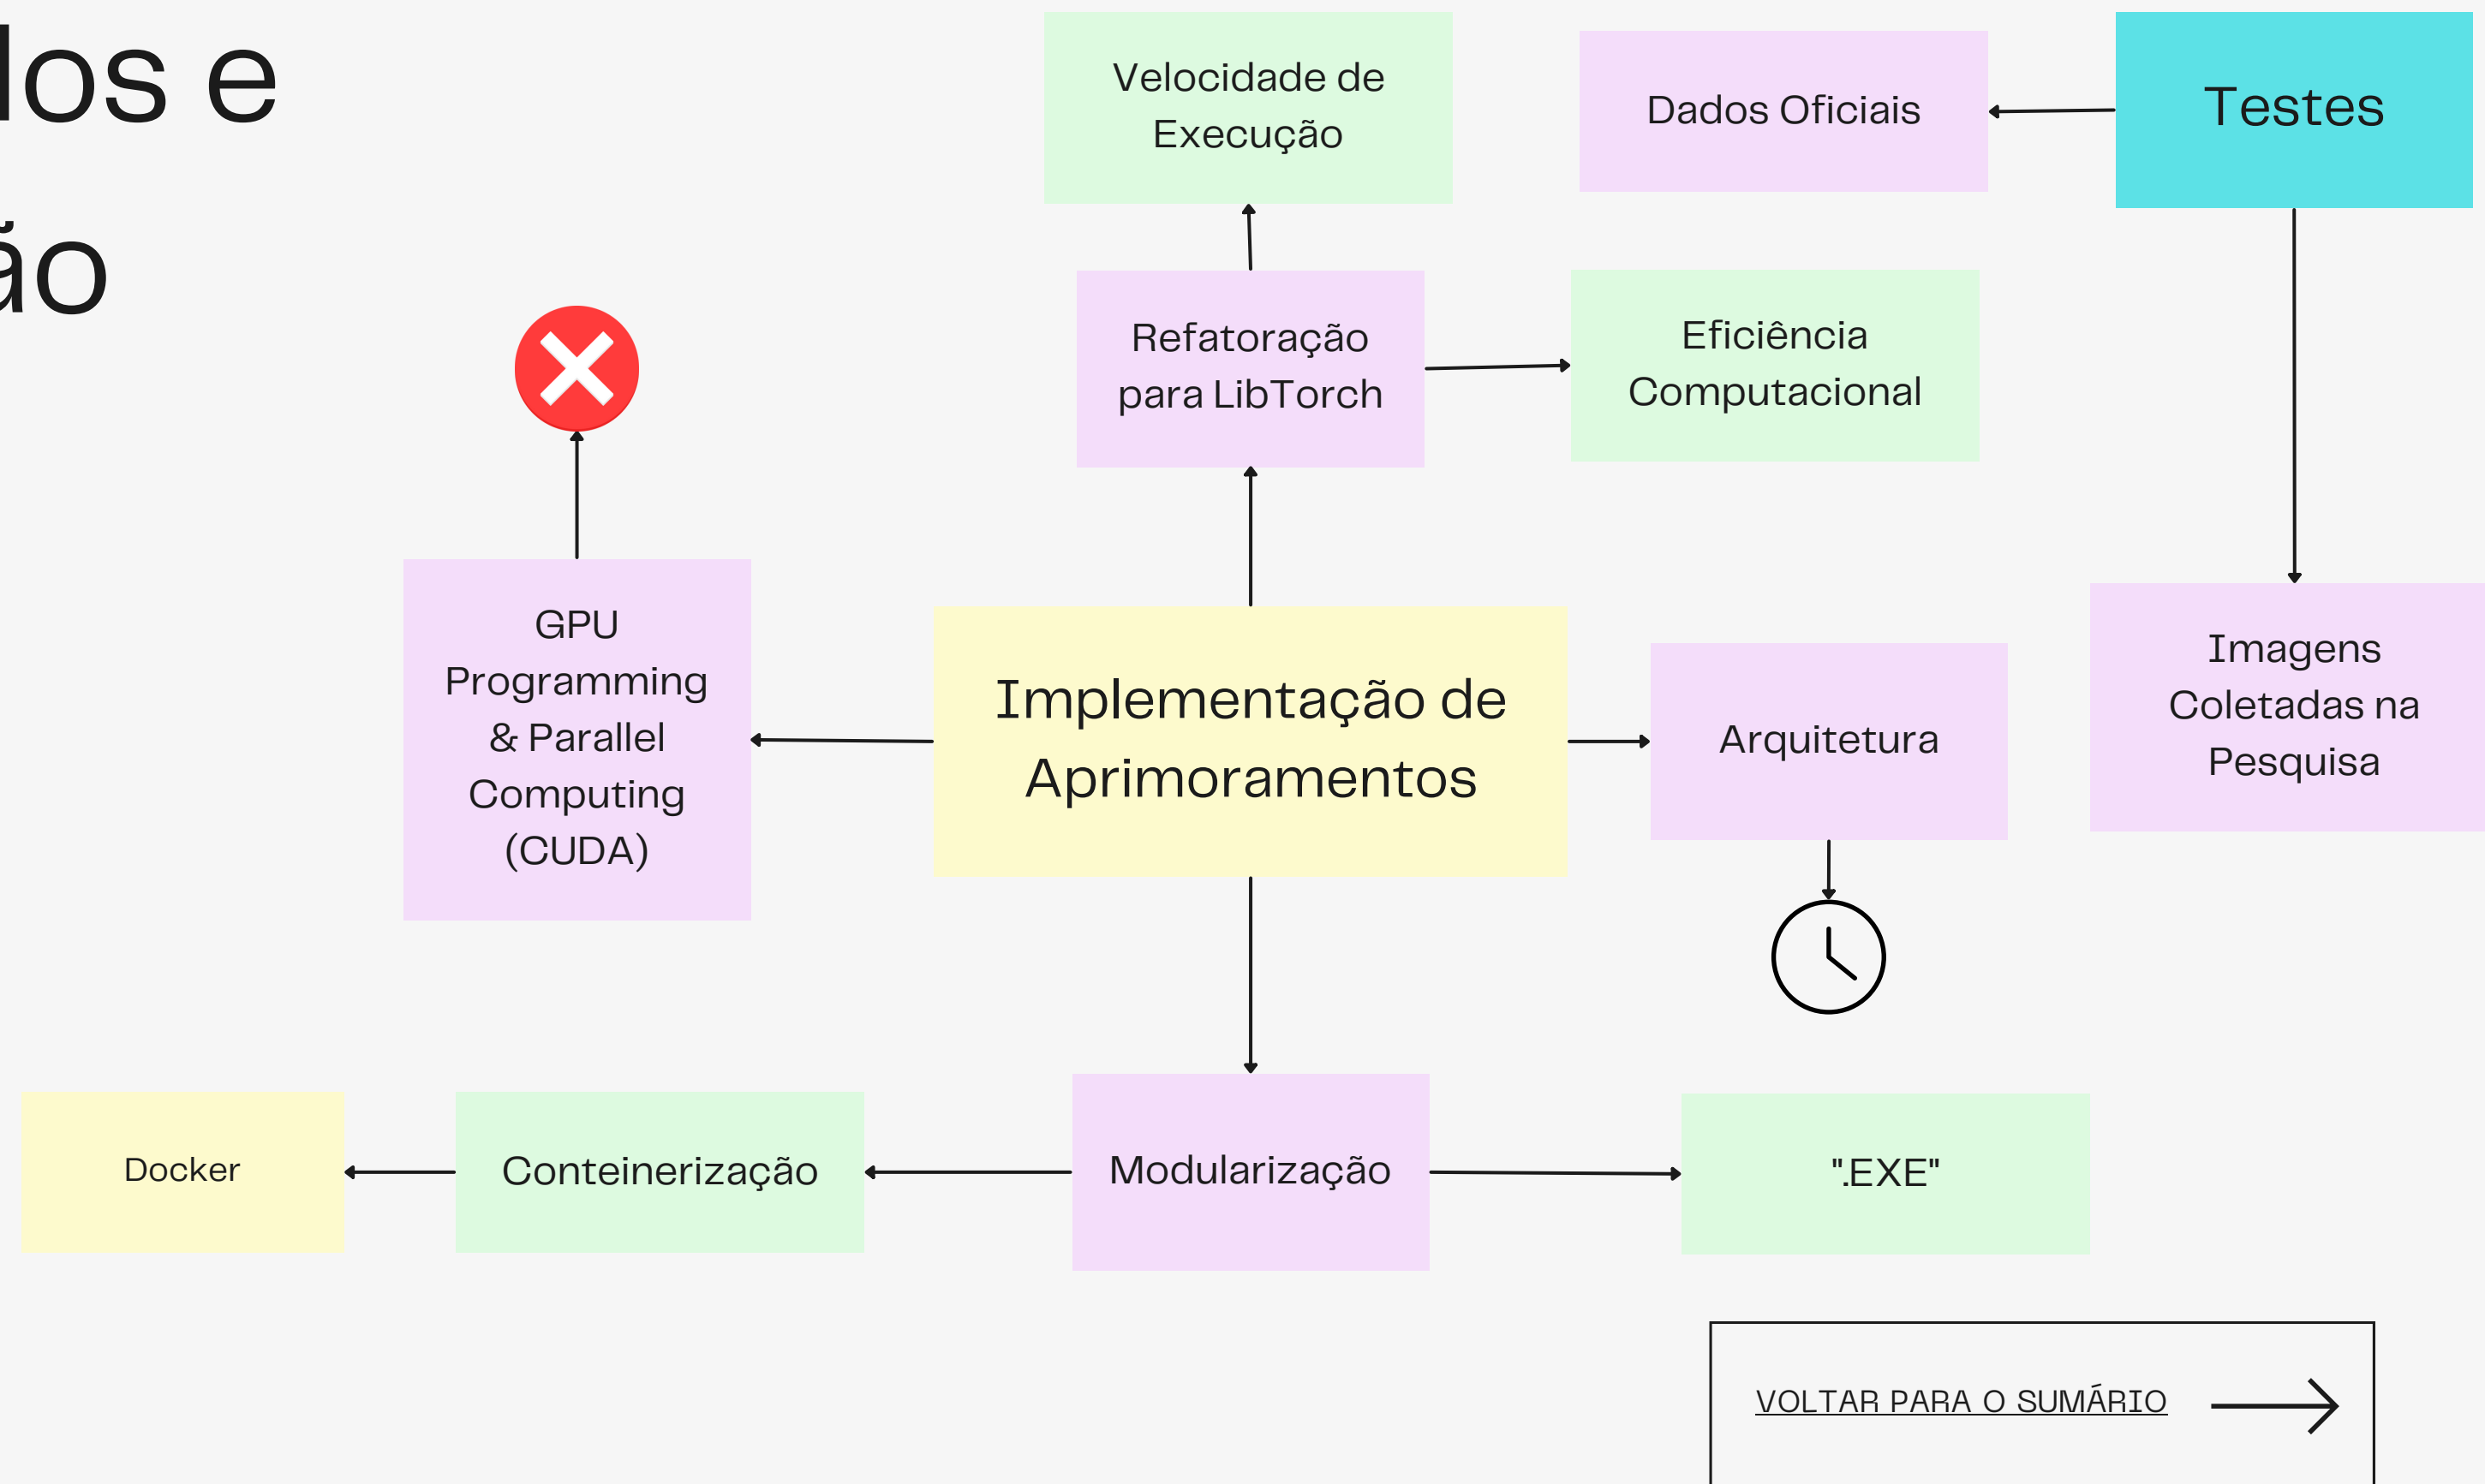 los e
ão
Velocidade de
Execução
Dados Oficiais
Testes
Refatoração
para LibTorch
Eficiência
Computacional
GPU
Programming
& Parallel
Computing
(CUDA)
Implementação de
Aprimoramentos
Arquitetura
Imagens
Coletadas na
Pesquisa
Docker
Conteinerização
Modularização
".EXE"
VOLTAR PARA O SUMÁRIO